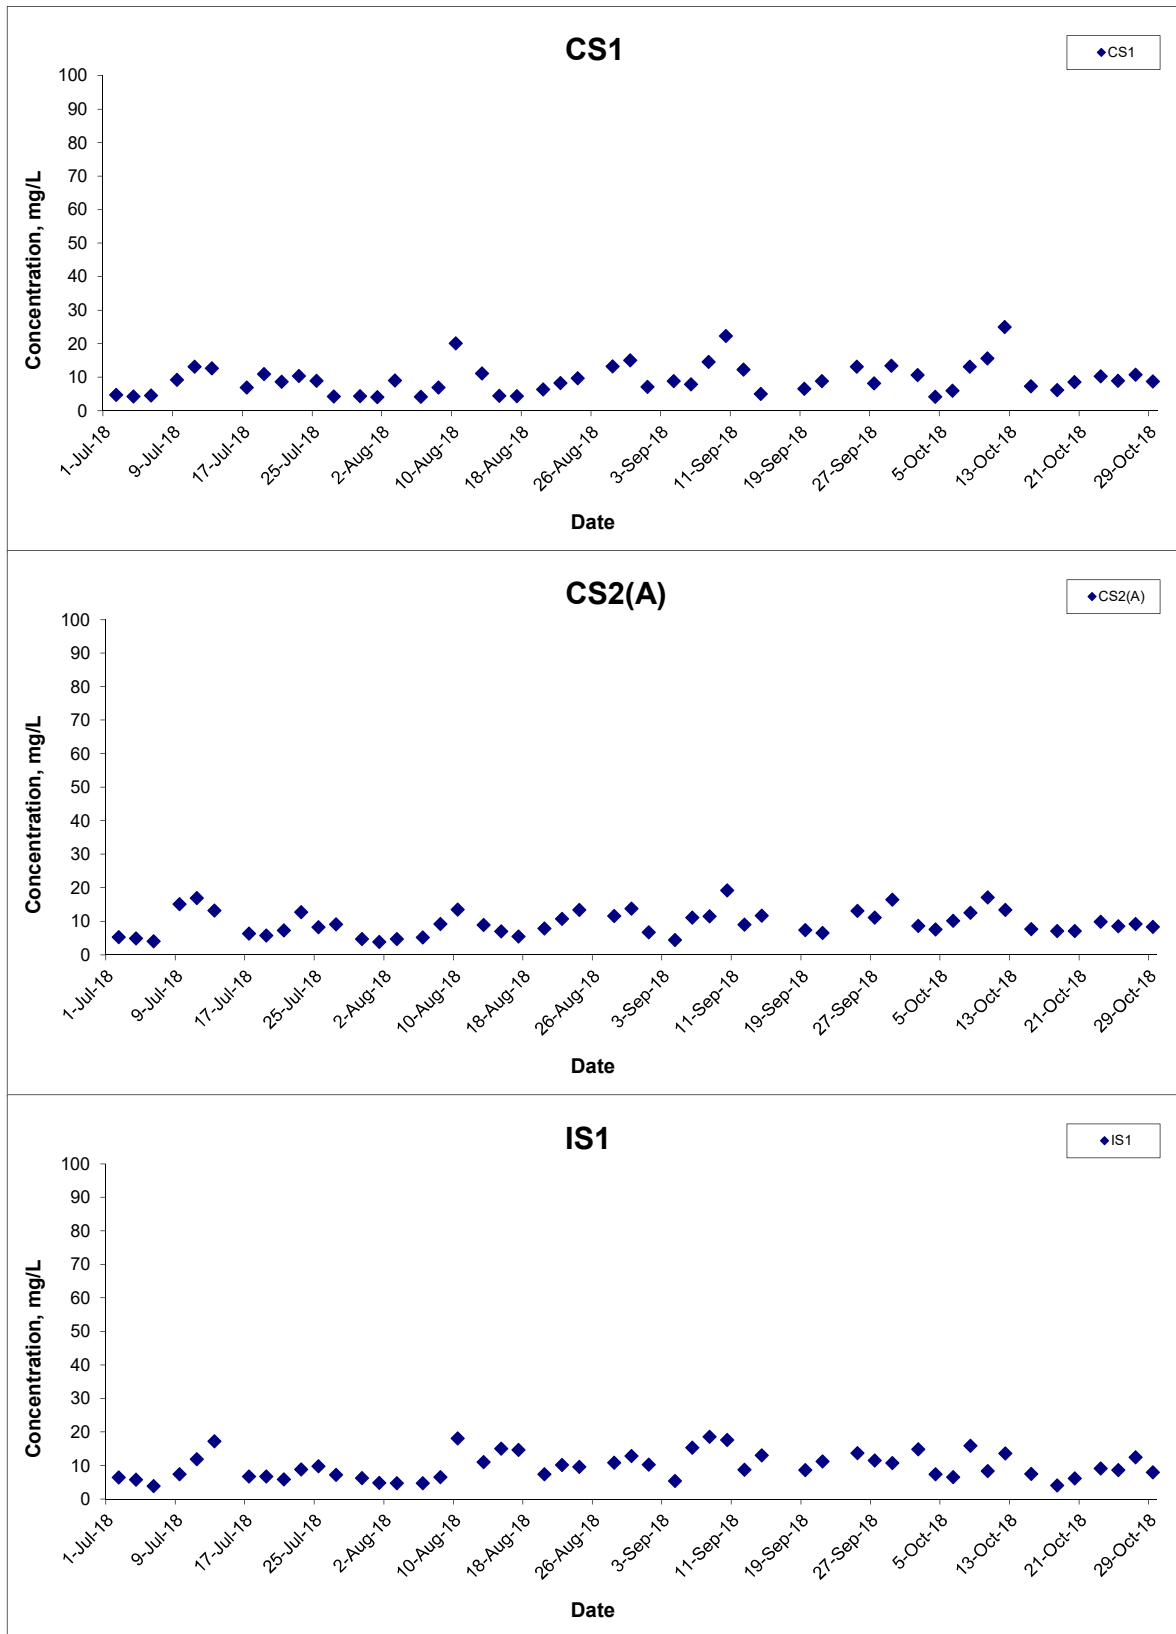 CS1
CS1
100
90
80
70
60
50
40
30
20
10
0
Concentration, mg/L
1-Jul-18
9-Jul-18
17-Jul-18
25-Jul-18
2-Aug-18
10-Aug-18
18-Aug-18
26-Aug-18
3-Sep-18
11-Sep-18
19-Sep-18
27-Sep-18
5-Oct-18
13-Oct-18
21-Oct-18
29-Oct-18
Date
CS2(A)
CS2(A)
100
90
80
70
60
50
40
30
20
10
0
Concentration, mg/L
1-Jul-18
9-Jul-18
17-Jul-18
25-Jul-18
2-Aug-18
10-Aug-18
18-Aug-18
26-Aug-18
3-Sep-18
11-Sep-18
19-Sep-18
27-Sep-18
5-Oct-18
13-Oct-18
21-Oct-18
29-Oct-18
Date
IS1
IS1
100
90
80
70
60
50
40
30
20
10
0
Concentration, mg/L
1-Jul-18
9-Jul-18
17-Jul-18
25-Jul-18
2-Aug-18
10-Aug-18
18-Aug-18
26-Aug-18
3-Sep-18
11-Sep-18
19-Sep-18
27-Sep-18
5-Oct-18
13-Oct-18
21-Oct-18
29-Oct-18
Date